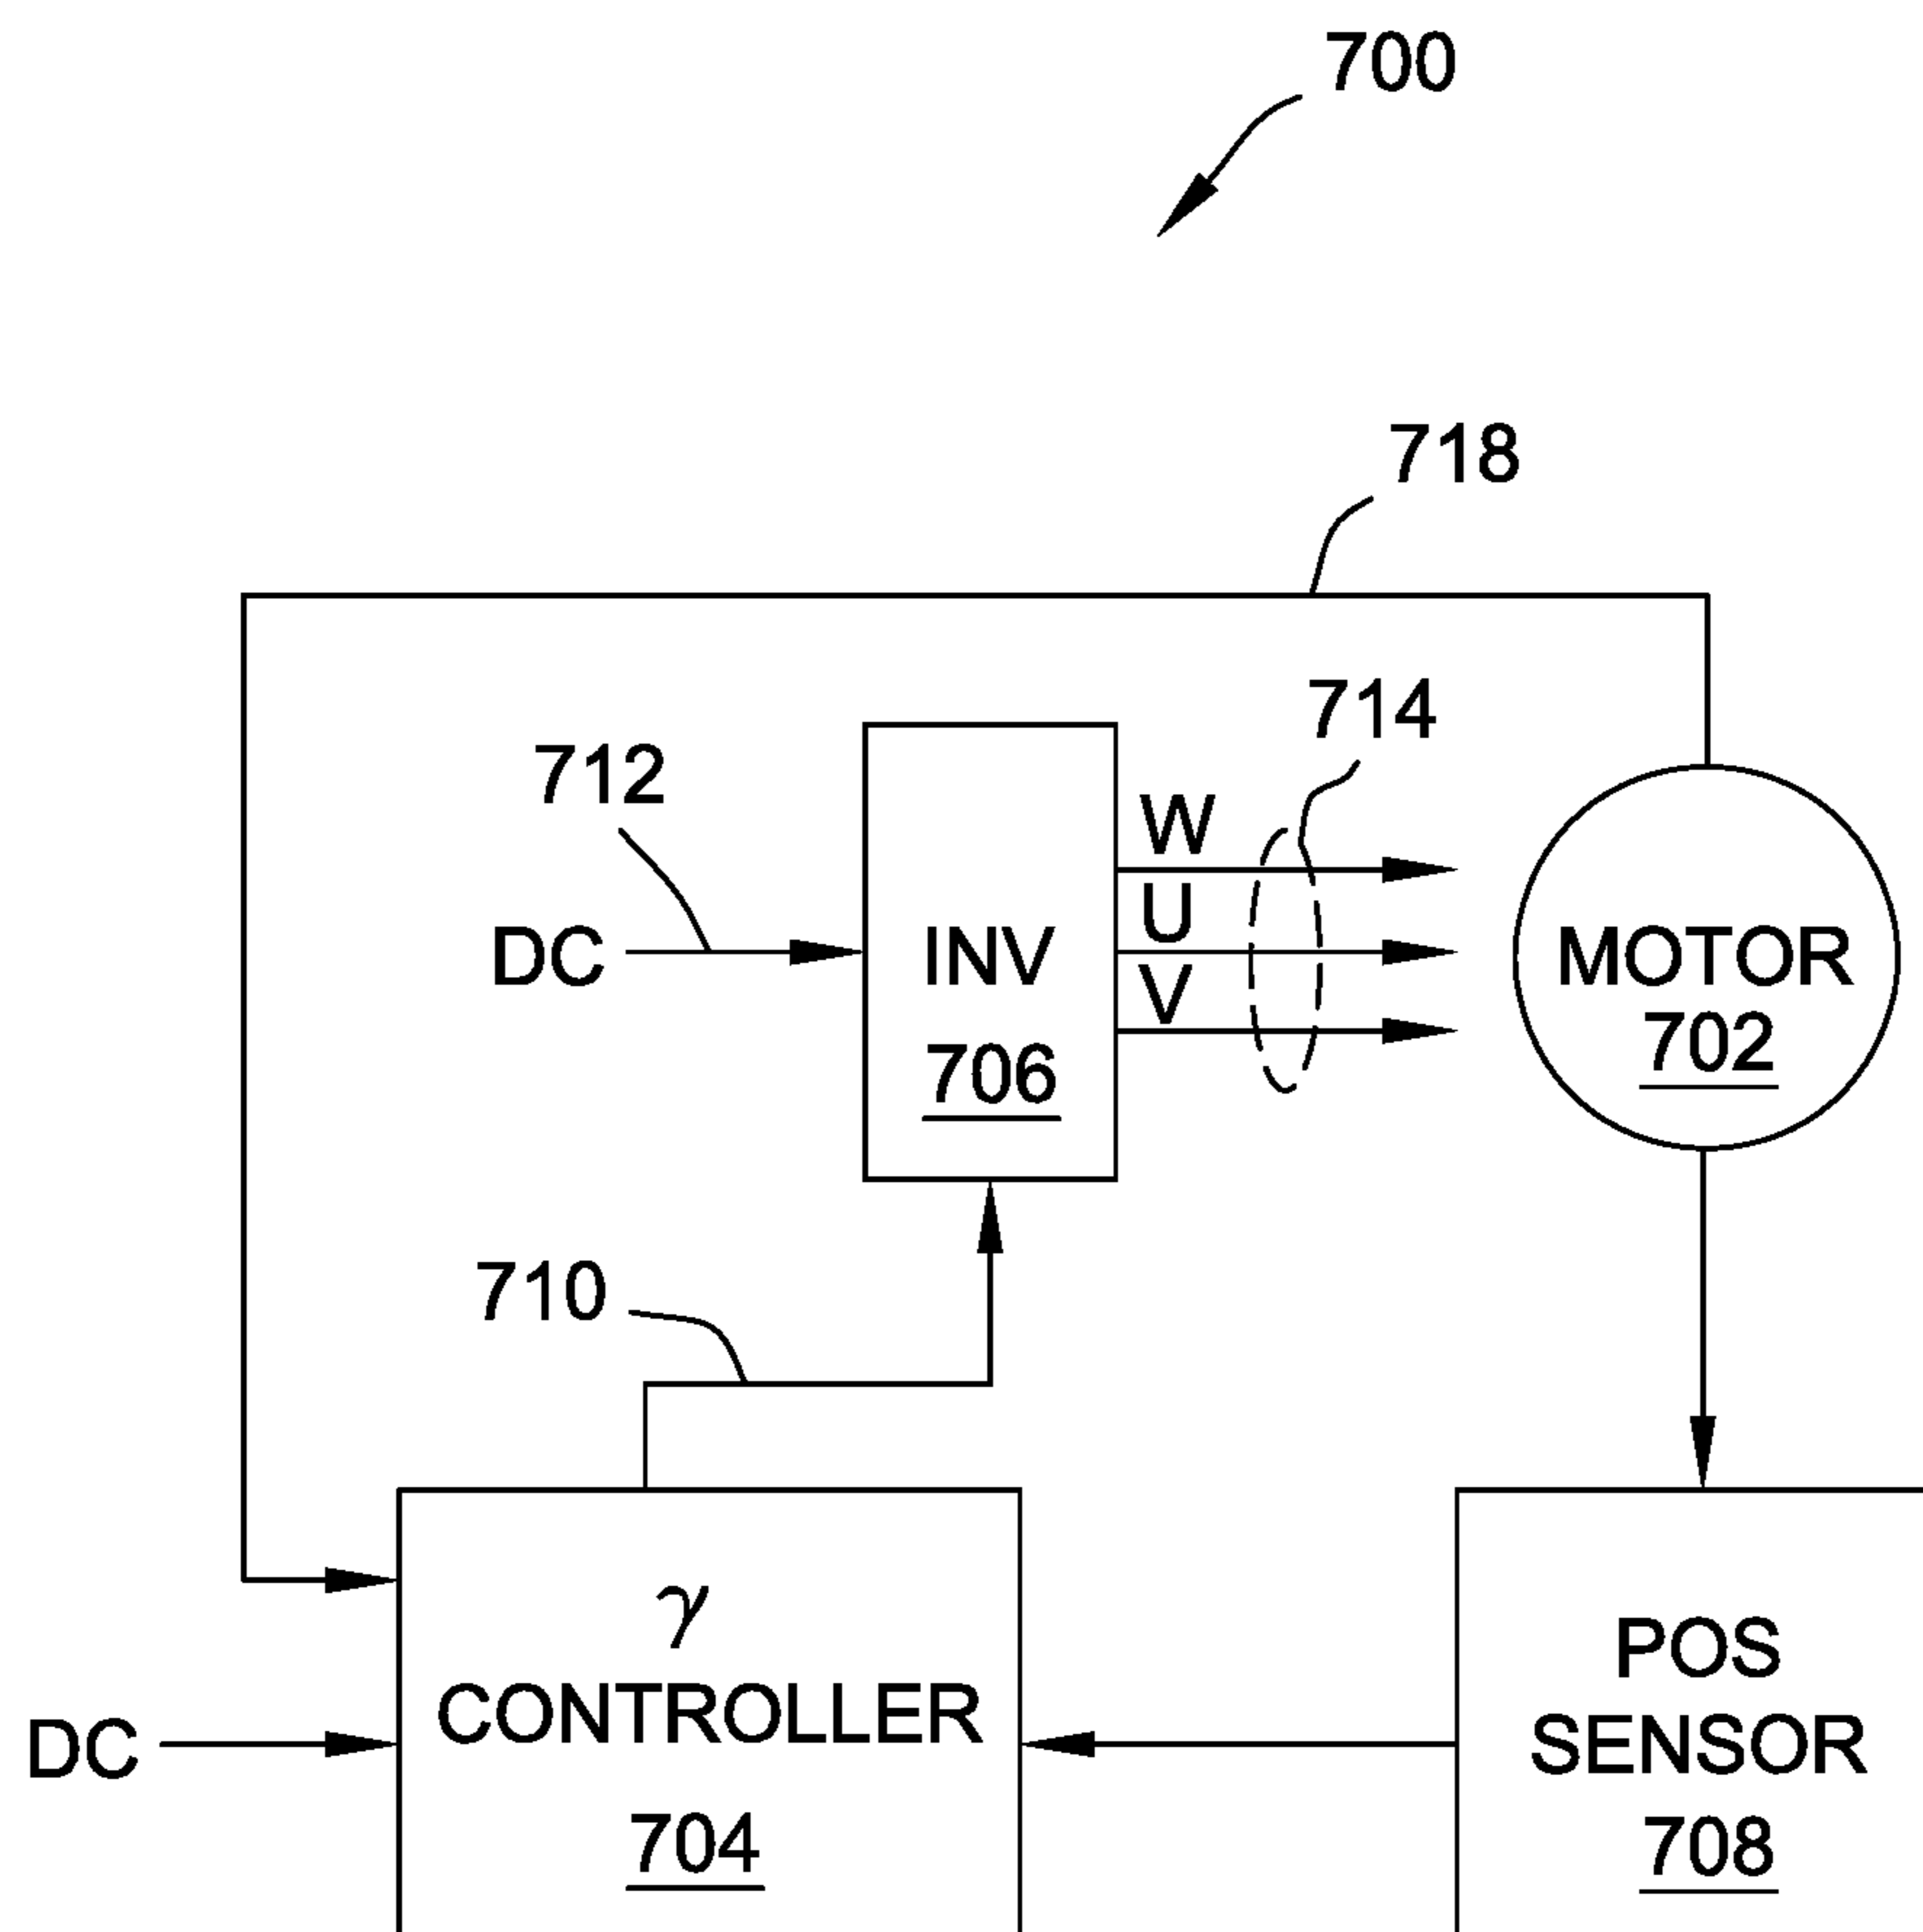 700
718
714
712
W
U
V
DC
INV
706
MOTOR
702
710
γ
CONTROLLER
704
DC
POS
SENSOR
708